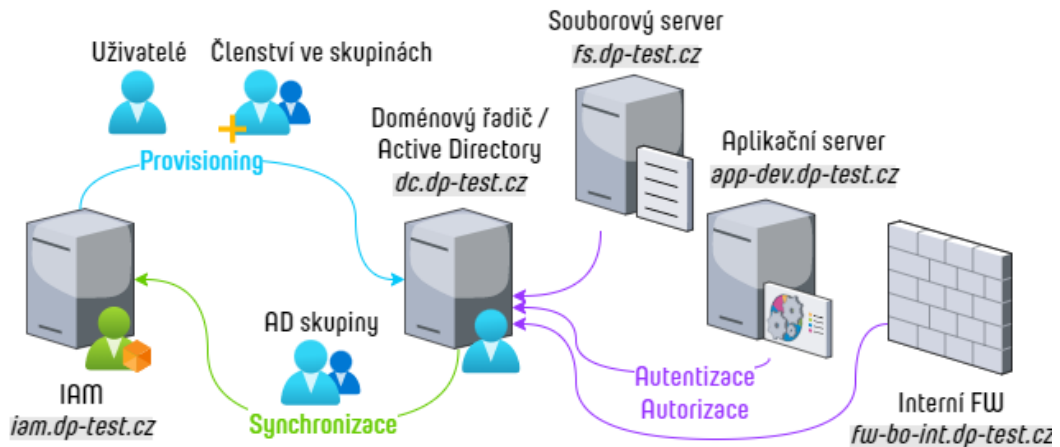 Souborový server
fs.dp-test.cz
Uživatelé
Členství ve skupinách
Provisioning
Doménový řadič /
Active Directory
dc.dp-test.cz
Aplikační server
app-dev.dp-test.cz
AD skupiny
Synchronizace
IAM
iam.dp-test.cz
Autentizace
Autorizace
Interní FW
fw-bo-int.dp-test.cz